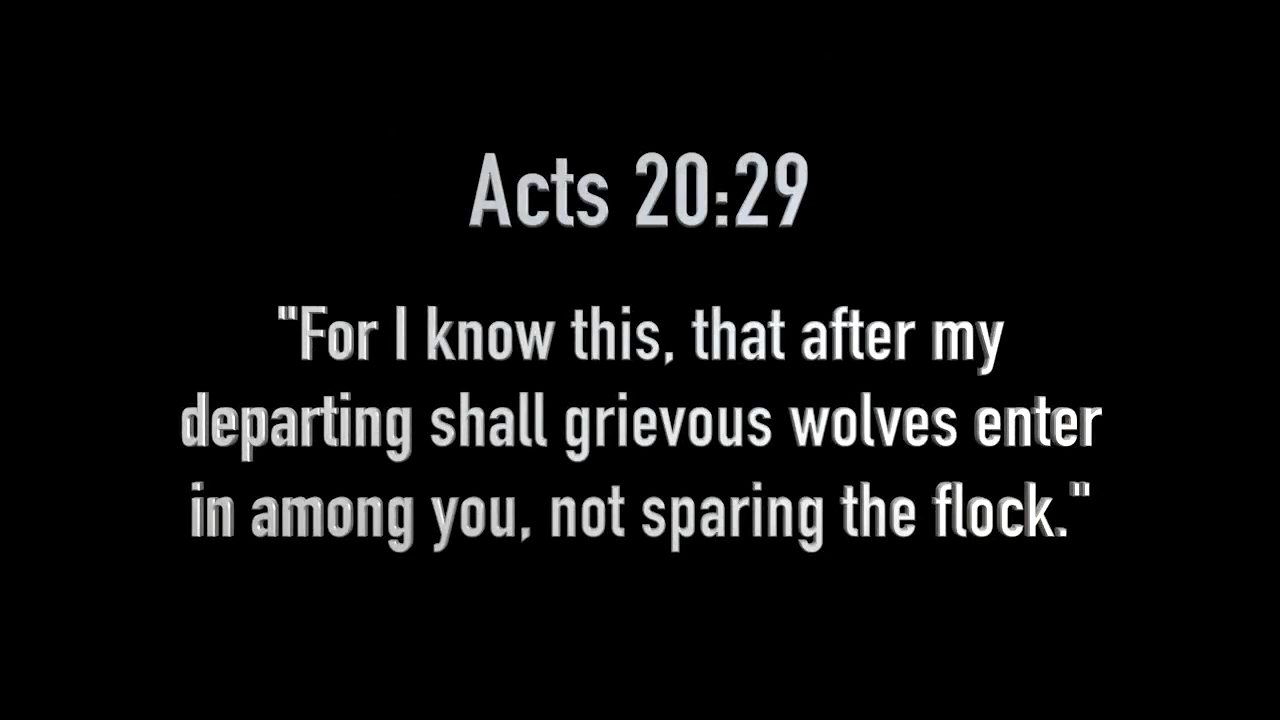 Acts 20:29
"For I know this, that after my
departing shall grievous wolves enter
in among you, not sparing the flock."